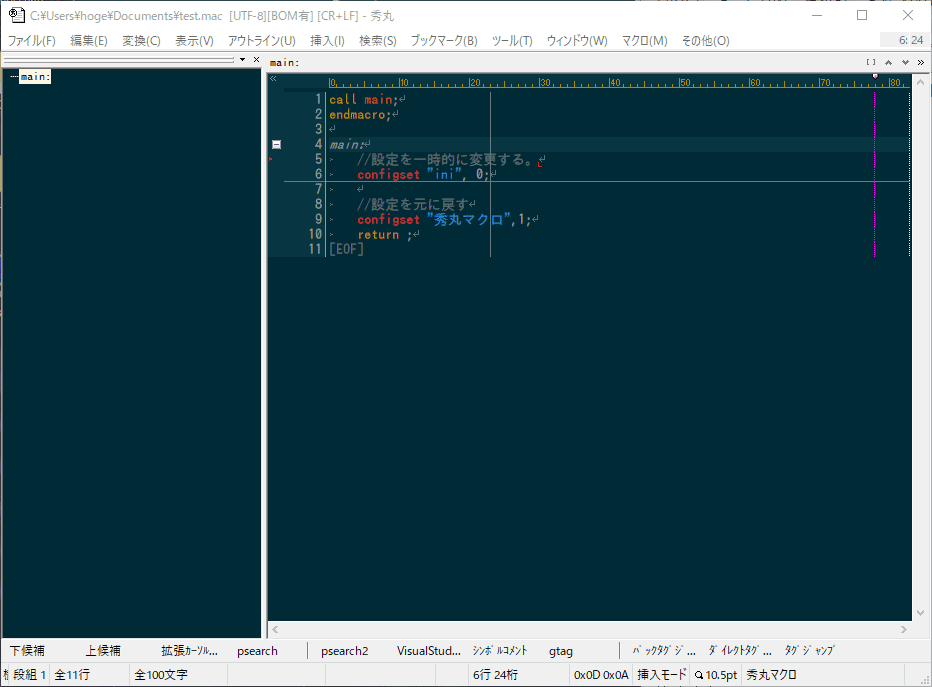 C:¥Users¥hoge¥Documents¥test.mac [UTF-8][BOM有] [CR+LF] - 秀丸
ファイル(F) 編集(E) 変換(C) 表示(V) アウトライン(U) 挿入(I) 検索(S) ブックマーク(B) ツール(T) ウィンドウ(W) マクロ(M) その他(O) 6: 24
main:
main:
0 10 20 30 40 50 60 70 80
1 call main;
2 endmacro;
3
4 main:
5 //設定を一時的に変更する。
6 configset "ini", 0;
7
8 //設定を元に戻す
9 configset "秀丸マクロ",1;
10 return ;
11 [EOF]
下候補 上候補 拡張ｶｰｿﾙ... psearch psearch2 VisualStud... ｼﾝﾎﾞﾙｺﾒﾝﾄ gtag ﾊﾞｯｸﾀｸﾞｼﾞ... ﾀﾞｲﾚｸﾄﾀｸﾞ... ﾀｸﾞｼﾞｬﾝﾌﾟ
段組 1 全11行 全100文字 6行 24桁 0x0D 0x0A 挿入モード 10.5pt 秀丸マクロ